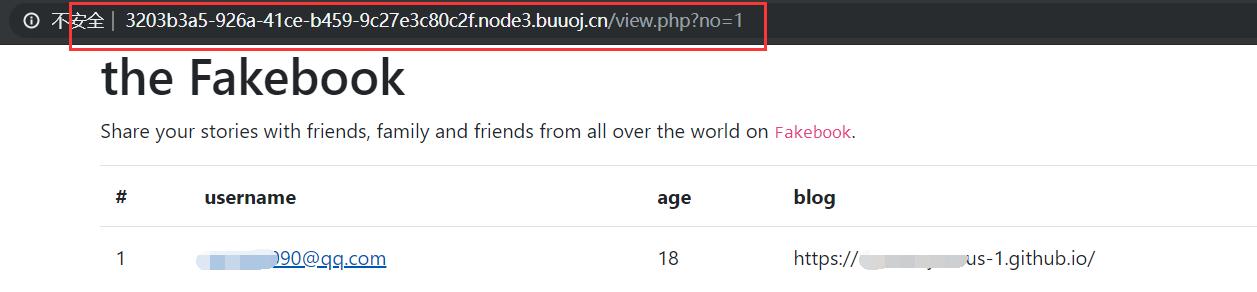 不安全 | 3203b3a5-926a-41ce-b459-9c27e3c80c2f.node3.buuoj.cn/view.php?no=1
the Fakebook
Share your stories with friends, family and friends from all over the world on Fakebook.
# username age blog
1 090@qq.com 18 https:// us-1.github.io/